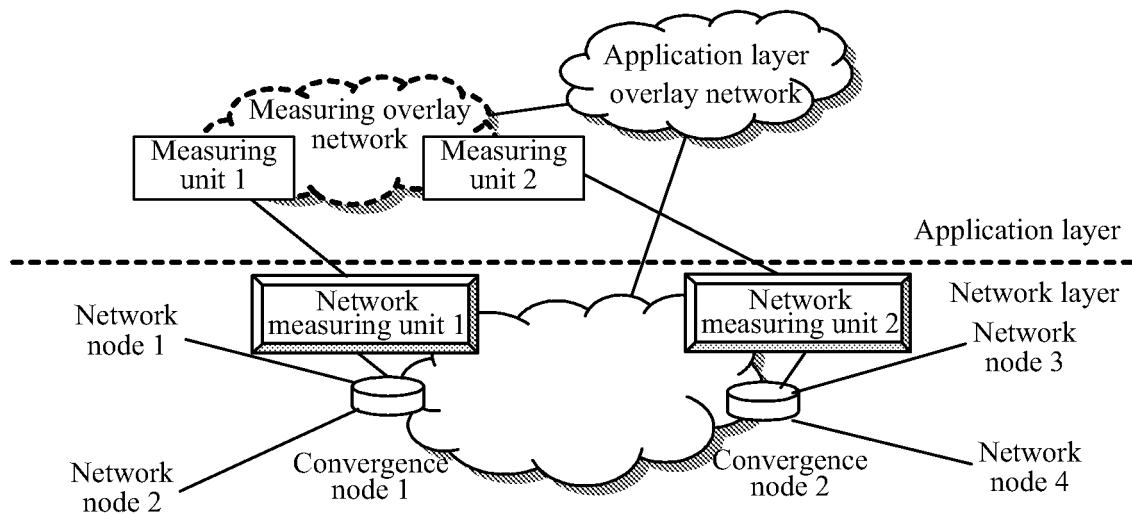 Application layer
overlay network
Measuring overlay
network
Measuring
unit 1
Measuring
unit 2
Application layer
Network layer
Network
measuring unit 1
Network
measuring unit 2
Network
node 1
Network
node 3
Network
node 2
Convergence
node 1
Convergence
node 2
Network
node 4